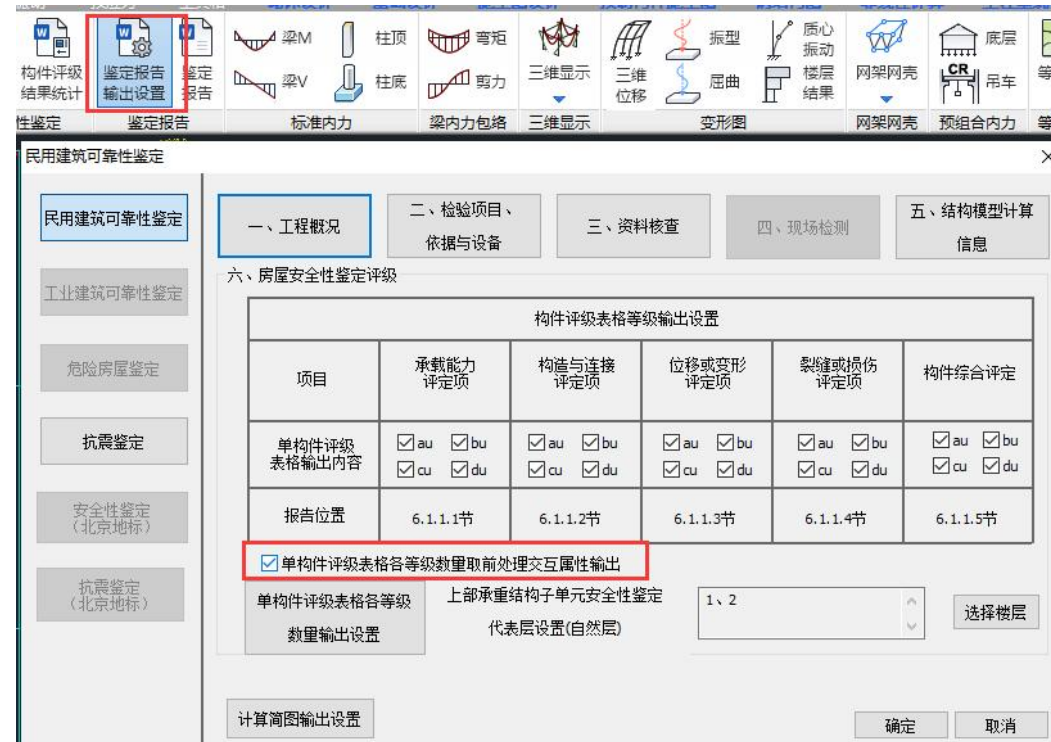 梁M 柱顶 弯矩 振型 质心 振动 底层
构件评级 结果统计 鉴定报告 输出设置 鉴定 报告 三维显示 三维 位移 网架网壳
梁V 柱底 剪力 屈曲 楼层 结果 CR 吊车
性鉴定 鉴定报告 标准内力 梁内力包络 三维显示 变形图 网架网壳 预组合内力
民用建筑可靠性鉴定
民用建筑可靠性鉴定
工业建筑可靠性鉴定
危险房屋鉴定
抗震鉴定
安全性鉴定
（北京地标）
抗震鉴定
（北京地标）
一、工程概况
二、检验项目、
依据与设备
三、资料核查
四、现场检测
五、结构模型计算
信息
六、房屋安全性鉴定评级
构件评级表格等级输出设置
项目 承载能力 评定项 构造与连接 评定项 位移或变形 评定项 裂缝或损伤 评定项 构件综合评定
单构件评级
表格输出内容
au bu au bu au bu au bu au bu
cu du cu du cu du cu du cu du
报告位置 6.1.1.1节 6.1.1.2节 6.1.1.3节 6.1.1.4节 6.1.1.5节
单构件评级表格各等级数量取前处理交互属性输出
单构件评级表格各等级
数量输出设置
上部承重结构子单元安全性鉴定
代表层设置(自然层)
1、2
选择楼层
计算简图输出设置
确定 取消